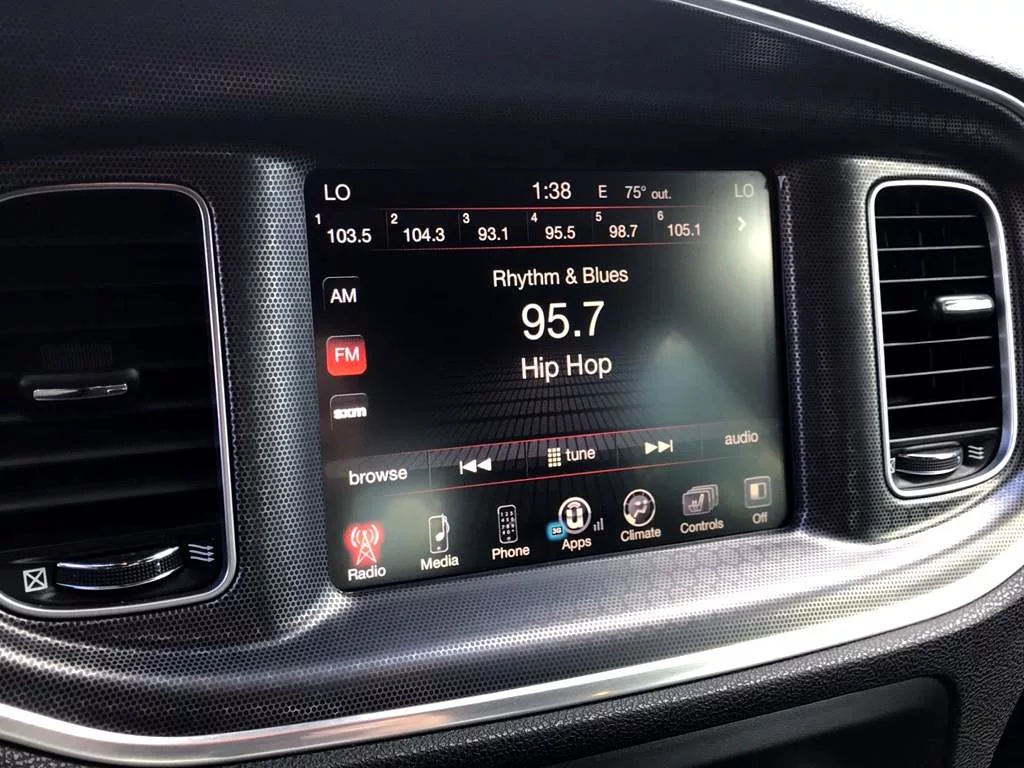 LO 1:38 E 75° out. LO
1 103.5 2 104.3 3 93.1 4 95.5 5 98.7 6 105.1
Rhythm & Blues
AM
95.7
FM
Hip Hop
sxm
browse tune audio
3G
Radio Media Phone Apps Climate Controls Off